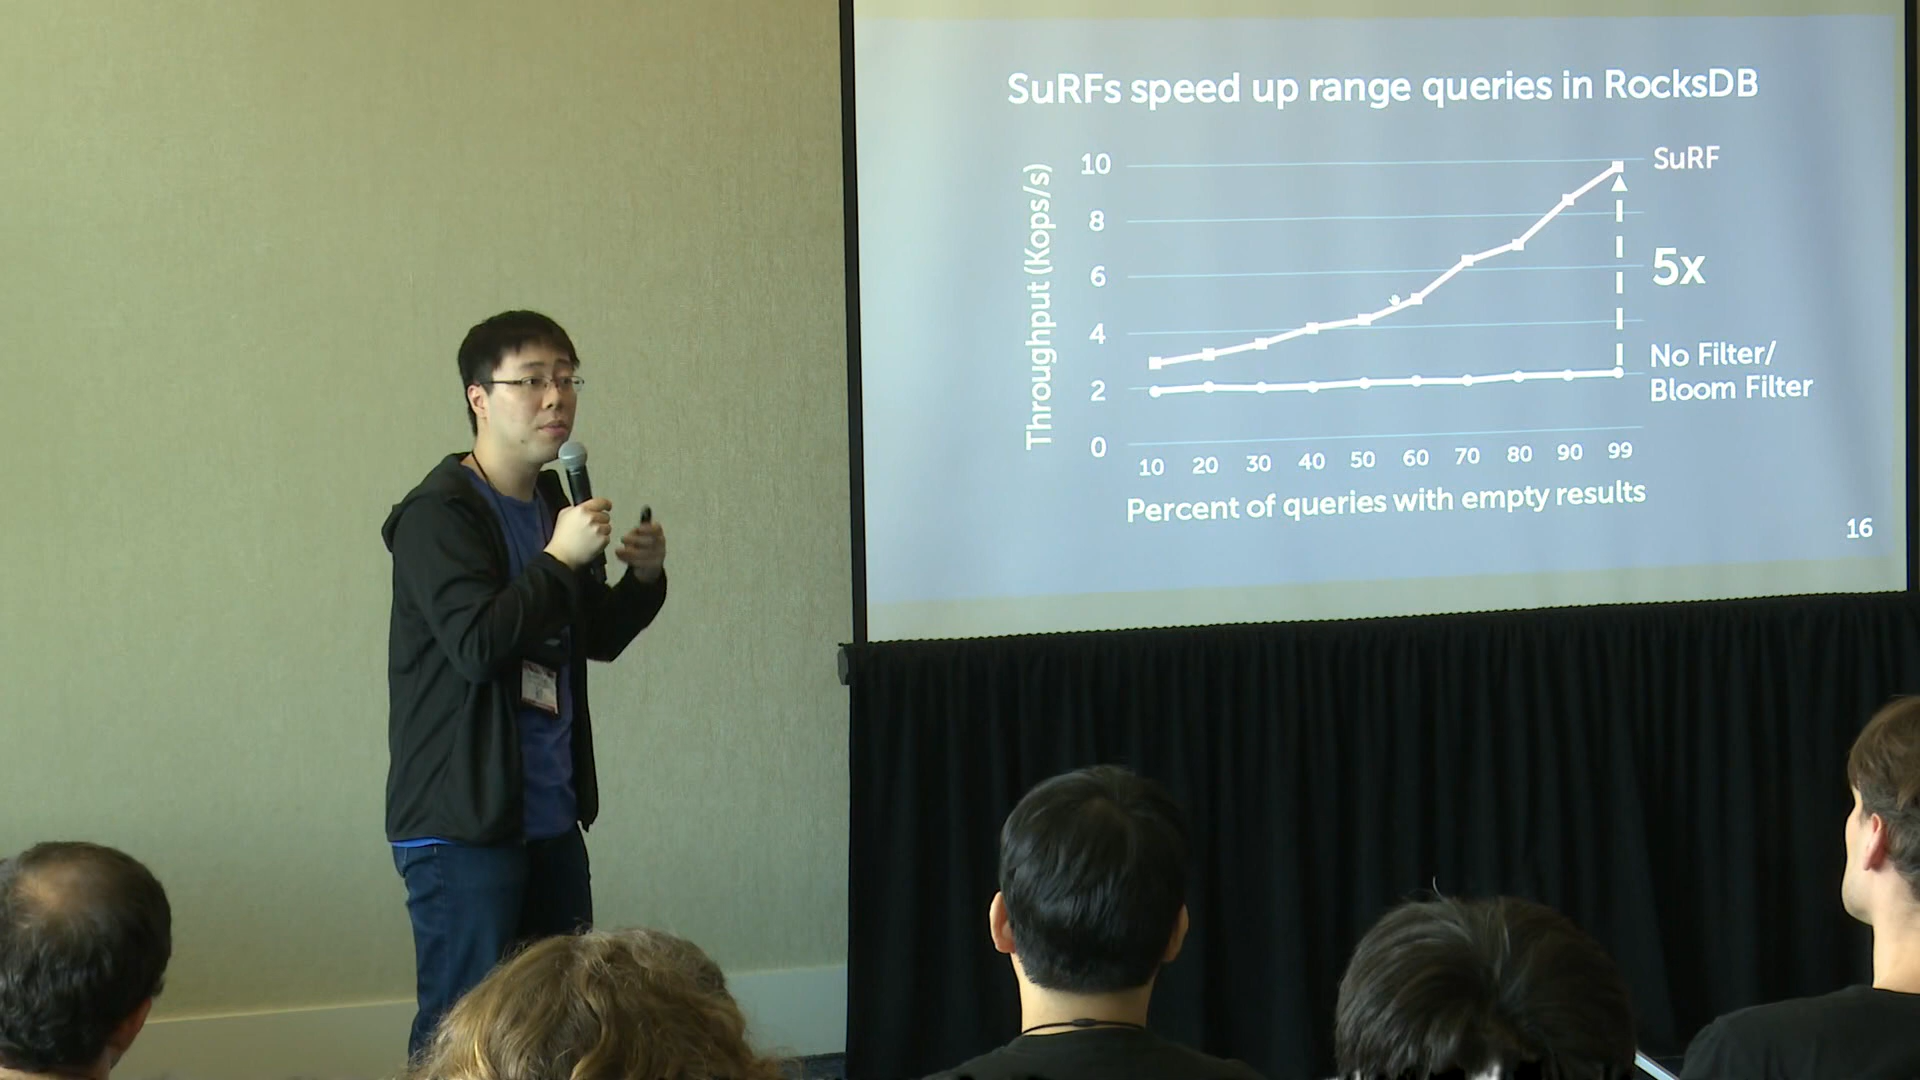 SuRFs speed up range queries in RocksDB
Throughput (Kops/s)
10
8
6
4
2
0
SuRF
5x
No Filter/
Bloom Filter
10 20 30 40 50 60 70 80 90 99
Percent of queries with empty results
16